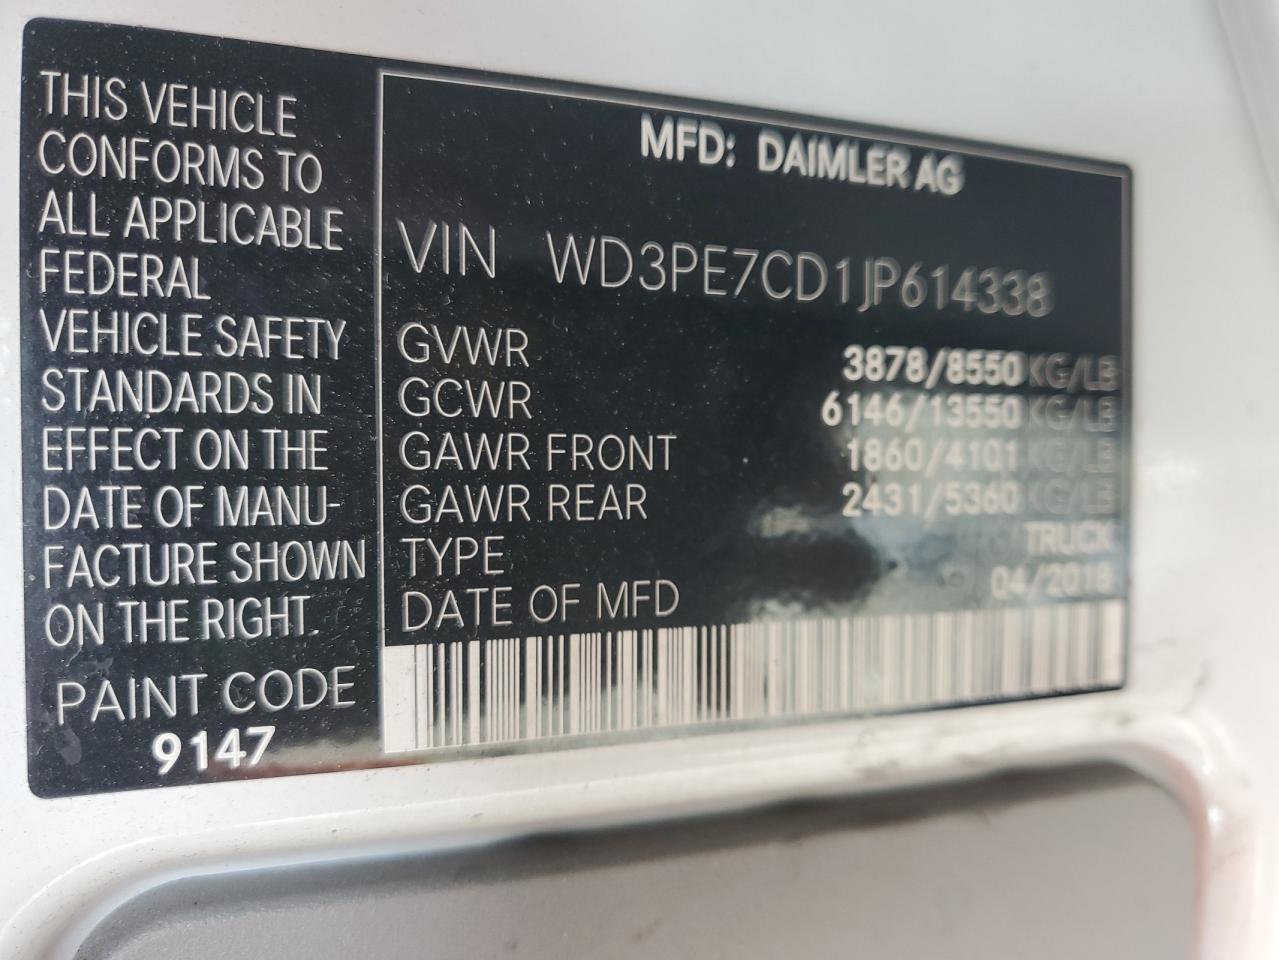 THIS VEHICLE
CONFORMS TO
ALL APPLICABLE
FEDERAL
VEHICLE SAFETY
STANDARDS IN
EFFECT ON THE
DATE OF MANU-
FACTURE SHOWN
ON THE RIGHT.
PAINT CODE
9147
MFD: DAIMLER AG
VIN WD3PE7CD1JP614338
GVWR 3878/8550 KG/LB
GCWR 6146/13550 KG/LB
GAWR FRONT 1860/4101 KG/LB
GAWR REAR 2431/5360 KG/LB
TYPE TRUCK
DATE OF MFD 04/2018